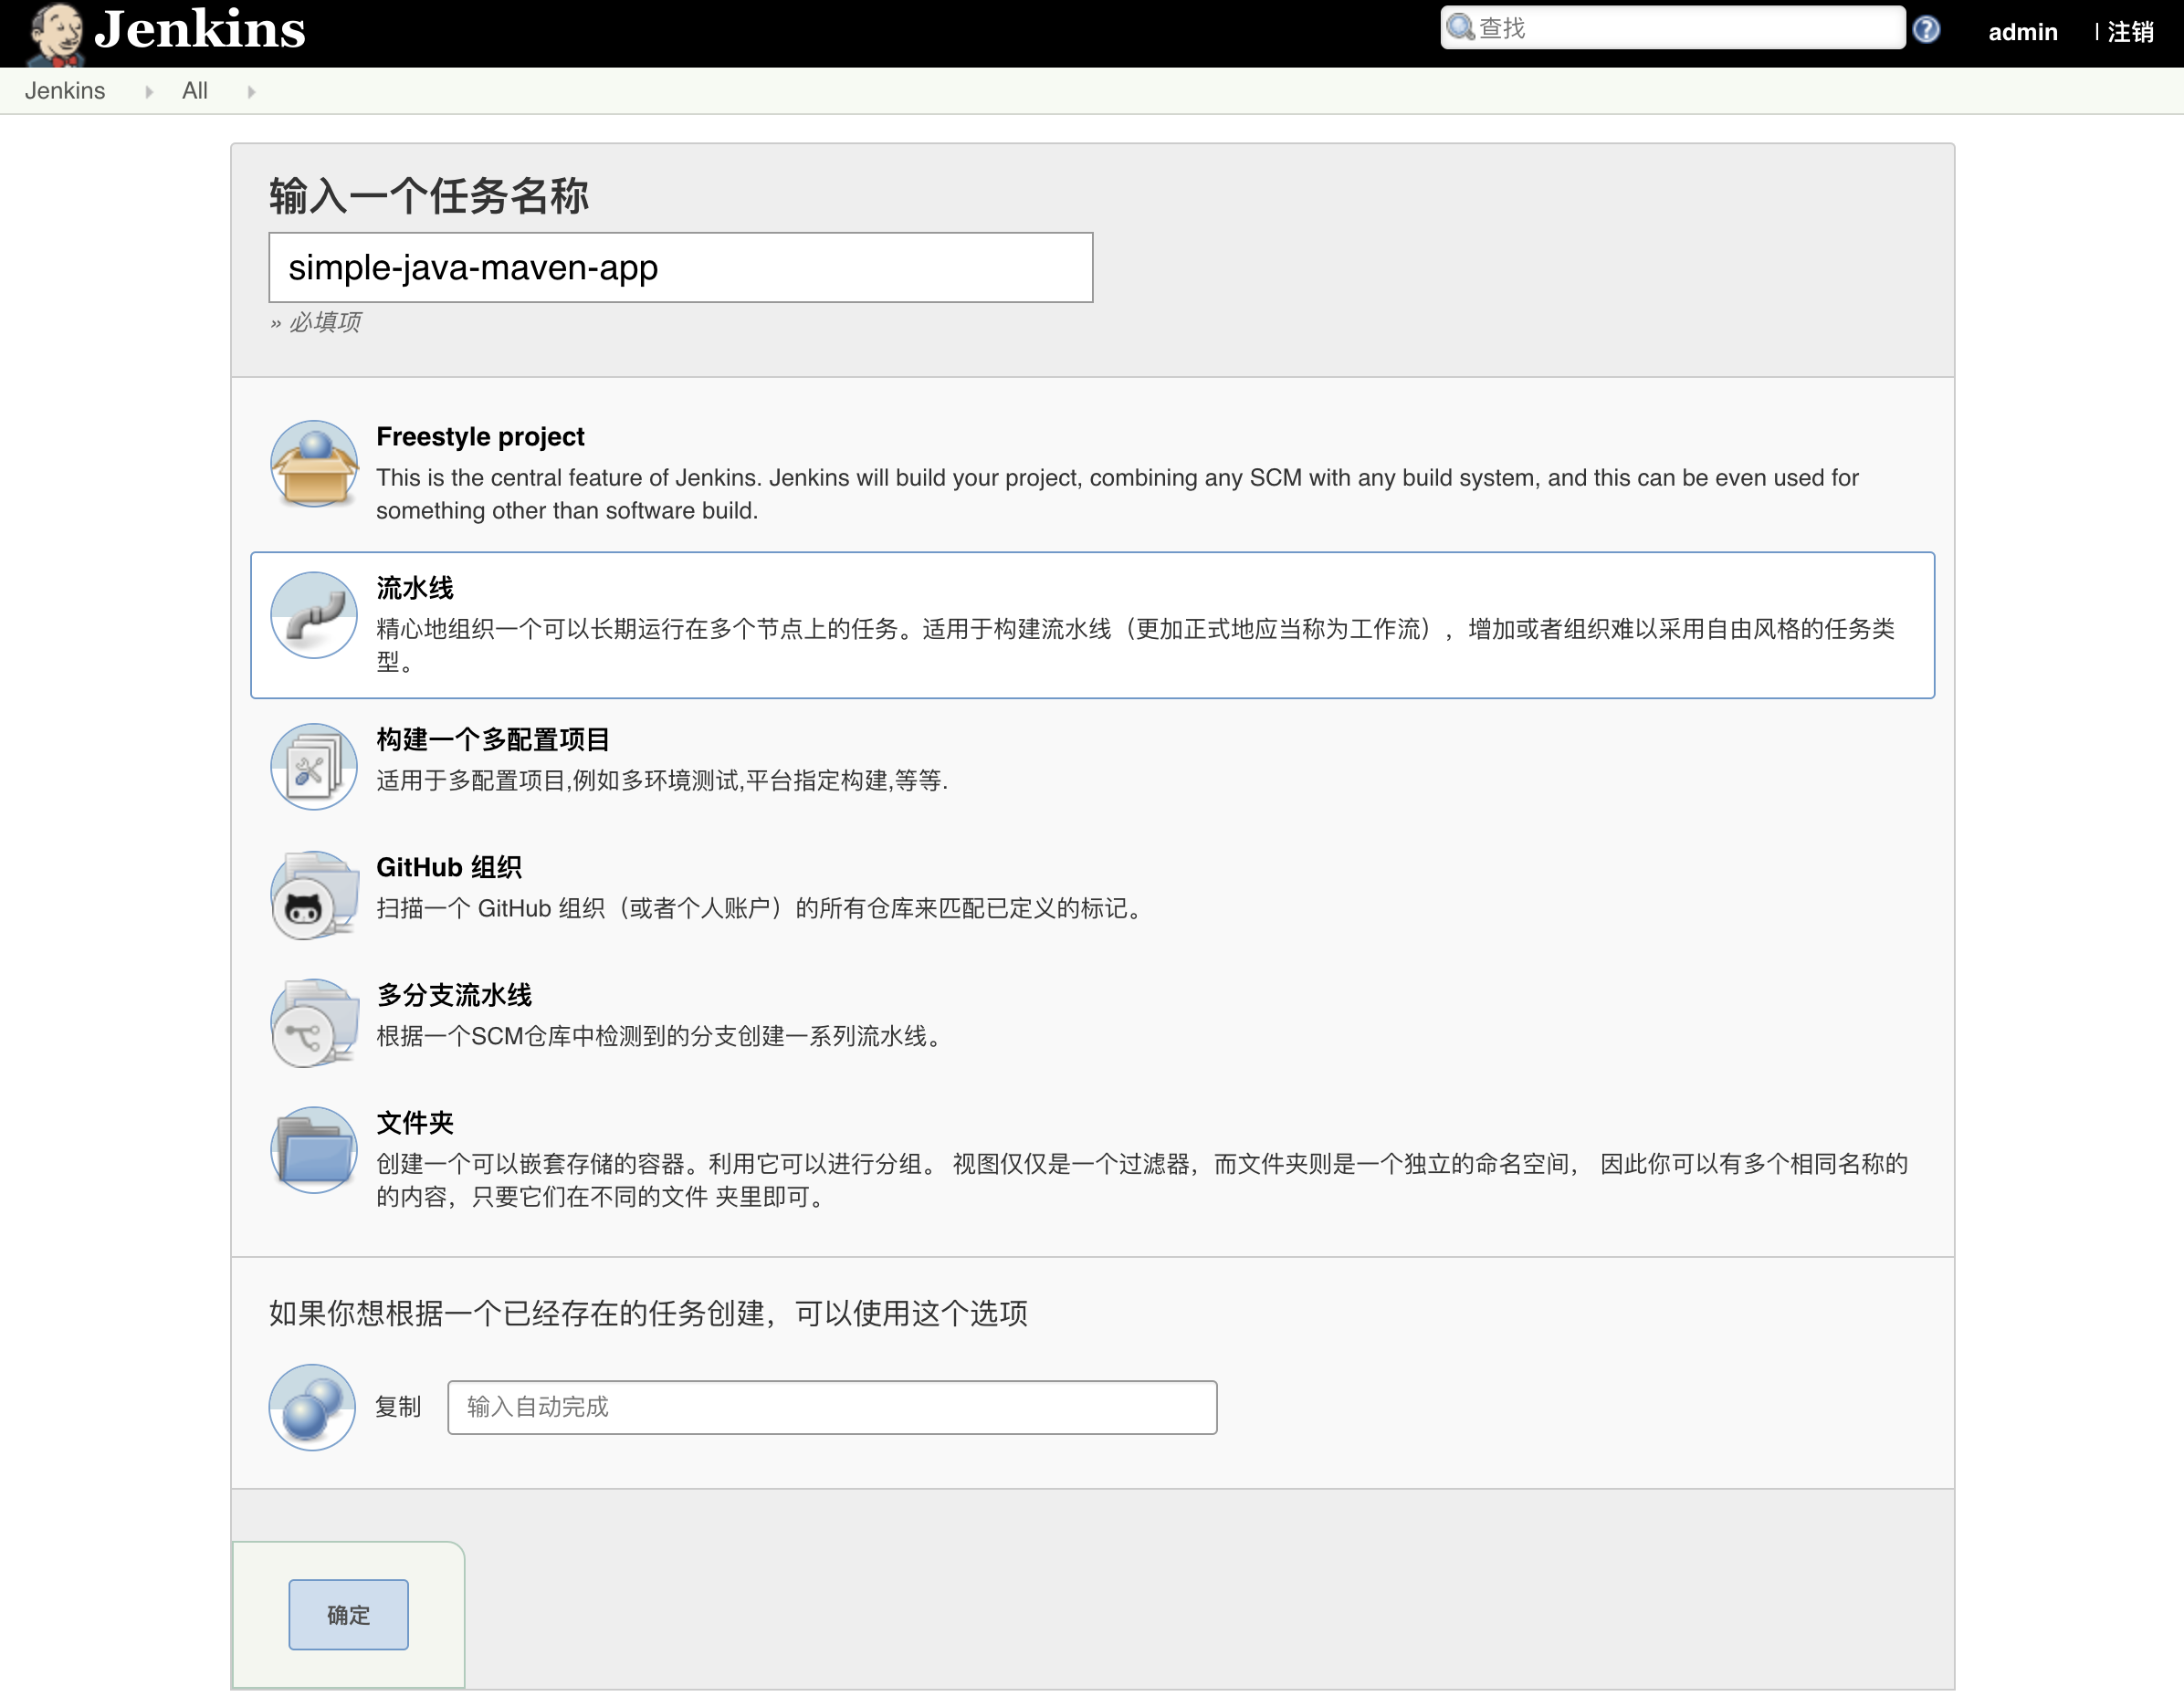 Jenkins
查找
admin
| 注销
Jenkins
All
输入一个任务名称
simple-java-maven-app
» 必填项
Freestyle project
This is the central feature of Jenkins. Jenkins will build your project, combining any SCM with any build system, and this can be even used for
something other than software build.
流水线
精心地组织一个可以长期运行在多个节点上的任务。适用于构建流水线（更加正式地应当称为工作流），增加或者组织难以采用自由风格的任务类
型。
构建一个多配置项目
适用于多配置项目,例如多环境测试,平台指定构建,等等.
GitHub 组织
扫描一个 GitHub 组织（或者个人账户）的所有仓库来匹配已定义的标记。
多分支流水线
根据一个SCM仓库中检测到的分支创建一系列流水线。
文件夹
创建一个可以嵌套存储的容器。利用它可以进行分组。 视图仅仅是一个过滤器，而文件夹则是一个独立的命名空间， 因此你可以有多个相同名称的
的内容，只要它们在不同的文件 夹里即可。
如果你想根据一个已经存在的任务创建，可以使用这个选项
复制
输入自动完成
确定